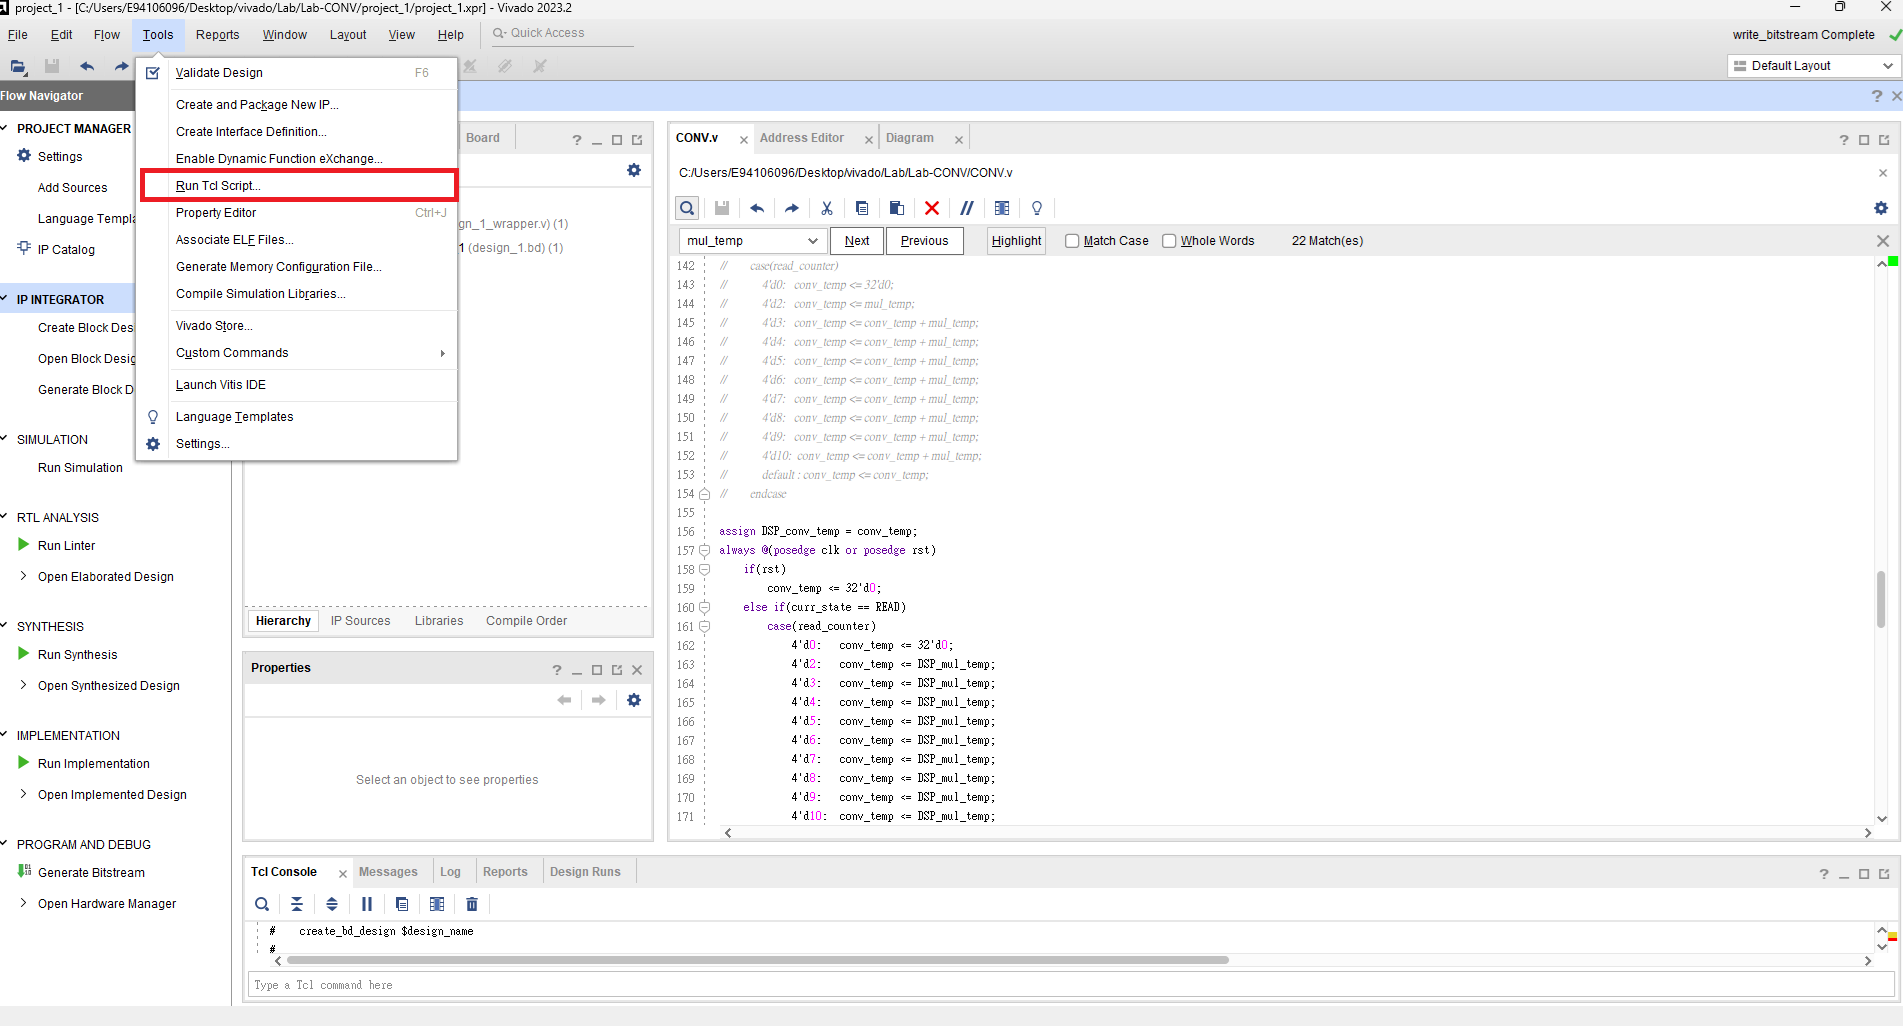 project_1 - [C:/Users/E94106096/Desktop/vivado/Lab/Lab-CONV/project_1/project_1.xpr] - Vivado 2023.2
File Edit Flow Tools Reports Window Layout View Help Quick Access
write_bitstream Complete
Default Layout
Flow Navigator
PROJECT MANAGER
Settings
Add Sources
Language Templa
IP Catalog
IP INTEGRATOR
Create Block Desi
Open Block Desig
Generate Block D
SIMULATION
Run Simulation
RTL ANALYSIS
Run Linter
Open Elaborated Design
SYNTHESIS
Run Synthesis
Open Synthesized Design
IMPLEMENTATION
Run Implementation
Open Implemented Design
PROGRAM AND DEBUG
Generate Bitstream
Open Hardware Manager
Validate Design F6
Create and Package New IP...
Create Interface Definition...
Enable Dynamic Function eXchange...
Run Tcl Script...
Property Editor Ctrl+J
Associate ELF Files...
Generate Memory Configuration File...
Compile Simulation Libraries...
Vivado Store...
Custom Commands
Launch Vitis IDE
Language Templates
Settings...
Board
gn_1_wrapper.v) (1)
1 (design_1.bd) (1)
Hierarchy IP Sources Libraries Compile Order
Properties
Select an object to see properties
CONV.v Address Editor Diagram
C:/Users/E94106096/Desktop/vivado/Lab/Lab-CONV/CONV.v
mul_temp Next Previous Highlight Match Case Whole Words 22 Match(es)
142 // case(read_counter)
143 // 4'd0: conv_temp <= 32'd0;
144 // 4'd2: conv_temp <= mul_temp;
145 // 4'd3: conv_temp <= conv_temp + mul_temp;
146 // 4'd4: conv_temp <= conv_temp + mul_temp;
147 // 4'd5: conv_temp <= conv_temp + mul_temp;
148 // 4'd6: conv_temp <= conv_temp + mul_temp;
149 // 4'd7: conv_temp <= conv_temp + mul_temp;
150 // 4'd8: conv_temp <= conv_temp + mul_temp;
151 // 4'd9: conv_temp <= conv_temp + mul_temp;
152 // 4'd10: conv_temp <= conv_temp + mul_temp;
153 // default : conv_temp <= conv_temp;
154 // endcase
155
156 assign DSP_conv_temp = conv_temp;
157 always @(posedge clk or posedge rst)
158 if(rst)
159 conv_temp <= 32'd0;
160 else if(curr_state == READ)
161 case(read_counter)
162 4'd0: conv_temp <= 32'd0;
163 4'd2: conv_temp <= DSP_mul_temp;
164 4'd3: conv_temp <= DSP_mul_temp;
165 4'd4: conv_temp <= DSP_mul_temp;
166 4'd5: conv_temp <= DSP_mul_temp;
167 4'd6: conv_temp <= DSP_mul_temp;
168 4'd7: conv_temp <= DSP_mul_temp;
169 4'd8: conv_temp <= DSP_mul_temp;
170 4'd9: conv_temp <= DSP_mul_temp;
171 4'd10: conv_temp <= DSP_mul_temp;
Tcl Console Messages Log Reports Design Runs
# create_bd_design $design_name
#
Type a Tcl command here